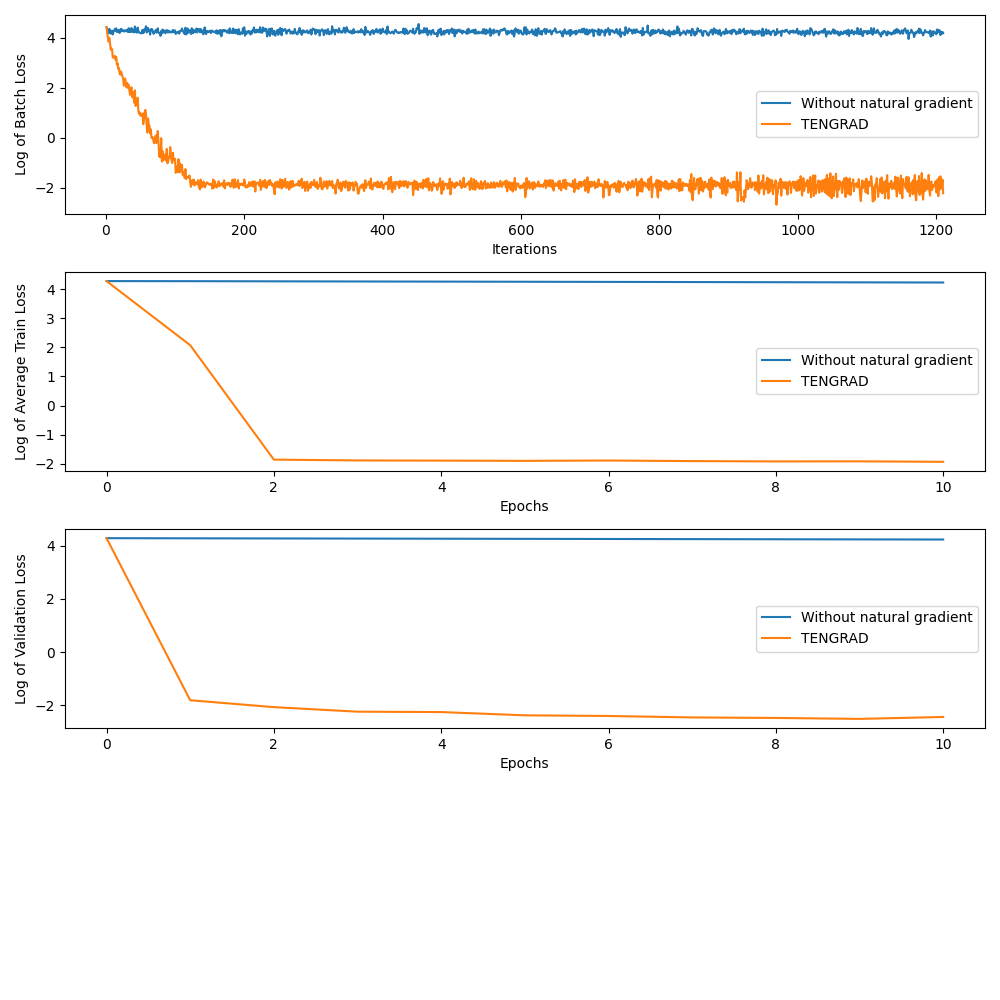 Log of Batch Loss
4
2
0
−2
Without natural gradient
TENGRAD
0 200 400 600 800 1000 1200
Iterations
Log of Average Train Loss
4
3
2
1
0
−1
−2
Without natural gradient
TENGRAD
0 2 4 6 8 10
Epochs
Log of Validation Loss
4
2
0
−2
Without natural gradient
TENGRAD
0 2 4 6 8 10
Epochs